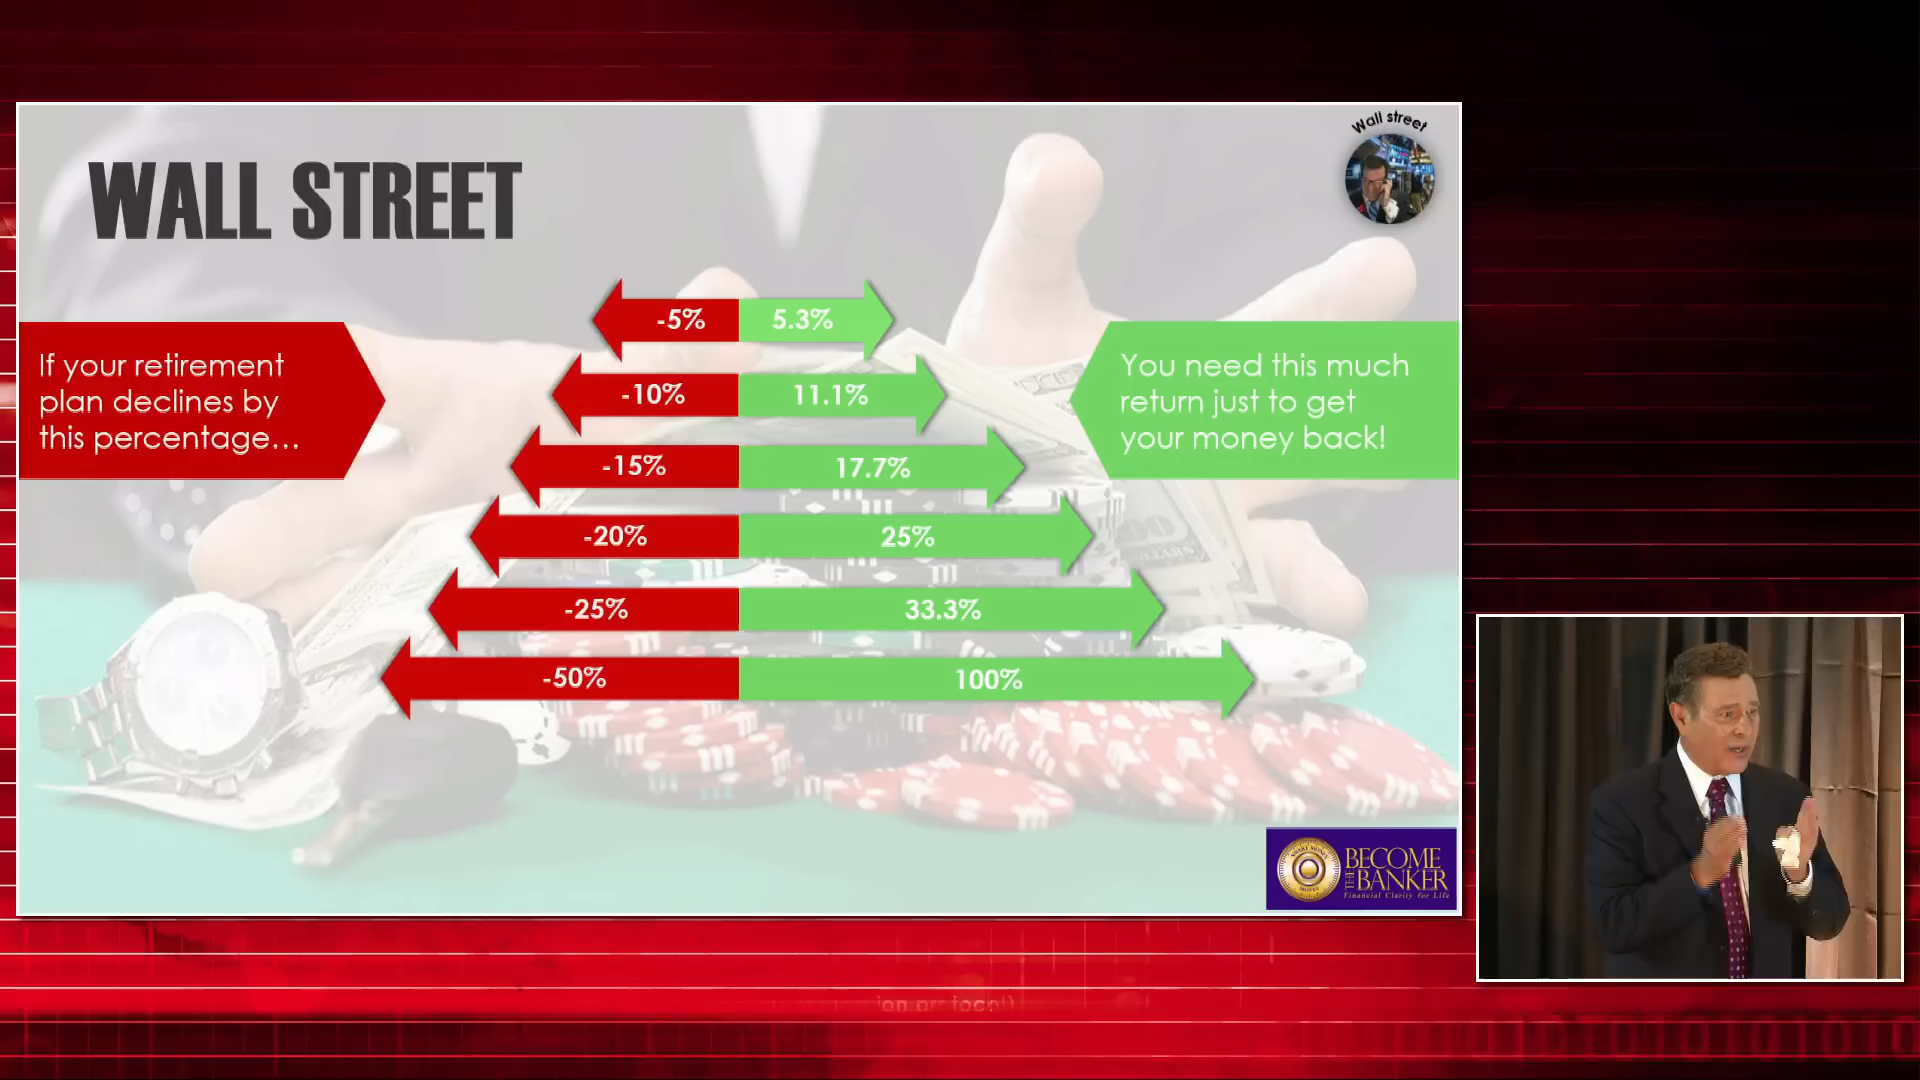 Wall street
WALL STREET
If your retirement
plan declines by
this percentage...
-5% 5.3%
-10% 11.1%
-15% 17.7%
-20% 25%
-25% 33.3%
-50% 100%
You need this much
return just to get
your money back!
BECOME
THE BANKER
Financial Clarity for Life